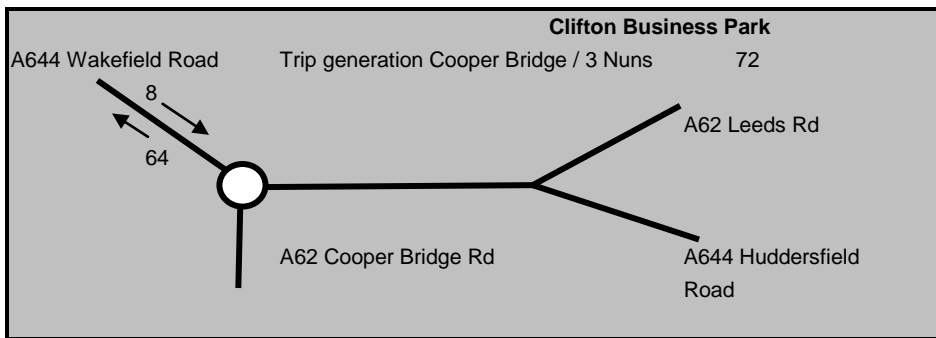 Clifton Business Park
A644 Wakefield Road Trip generation Cooper Bridge / 3 Nuns 72
8
A62 Leeds Rd
64
A62 Cooper Bridge Rd A644 Huddersfield
Road